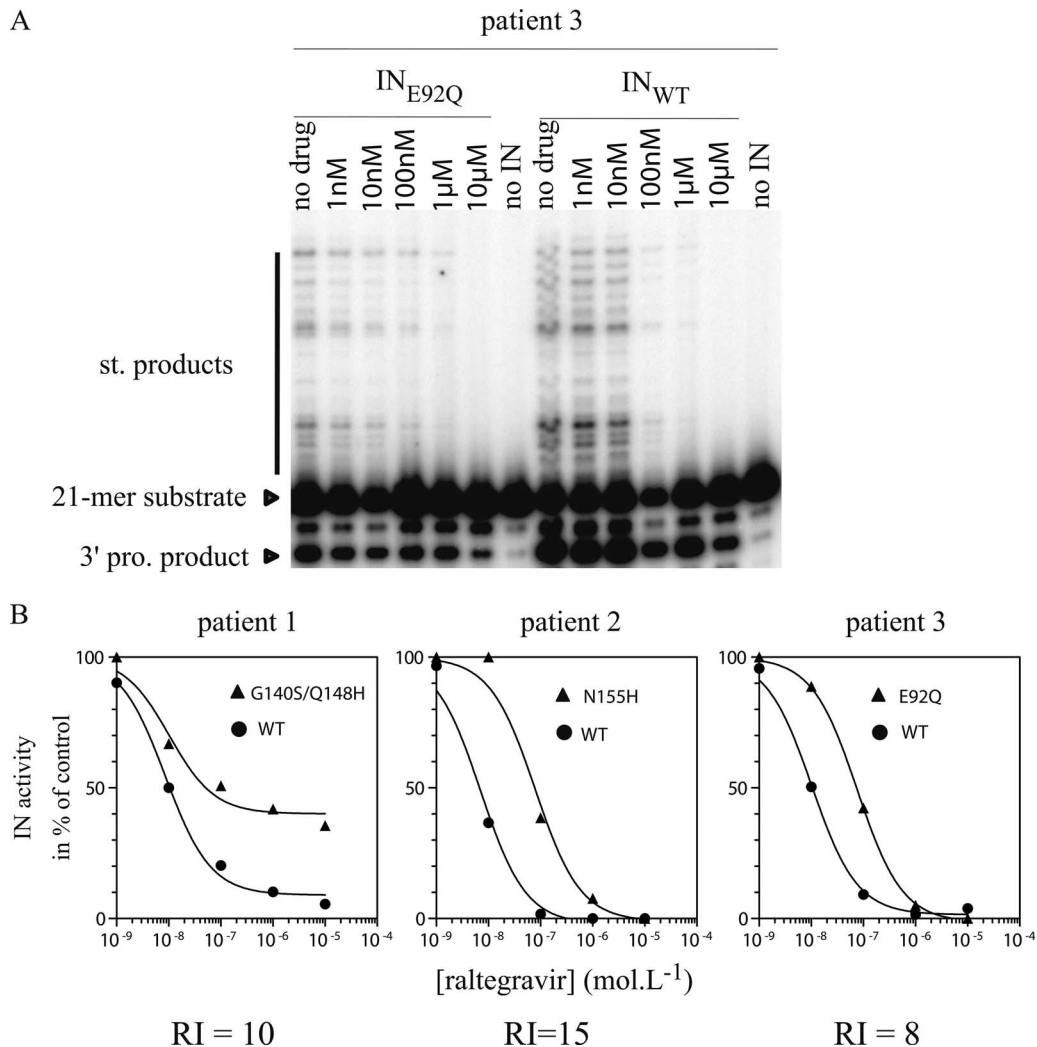 A
patient 3
IN E92Q
IN WT
no drug
1nM
10nM
100nM
1µM
10µM
no IN
no drug
1nM
10nM
100nM
1µM
10µM
no IN
st. products
21-mer substrate
3' pro. product
B
patient 1
patient 2
patient 3
IN activity
in % of control
100
50
0
G140S/Q148H
WT
10-9 10-8 10-7 10-6 10-5 10-4
100
50
0
N155H
WT
10-9 10-8 10-7 10-6 10-5 10-4
100
50
0
E92Q
WT
10-9 10-8 10-7 10-6 10-5 10-4
[raltegravir] (mol.L-1)
RI = 10
RI=15
RI = 8